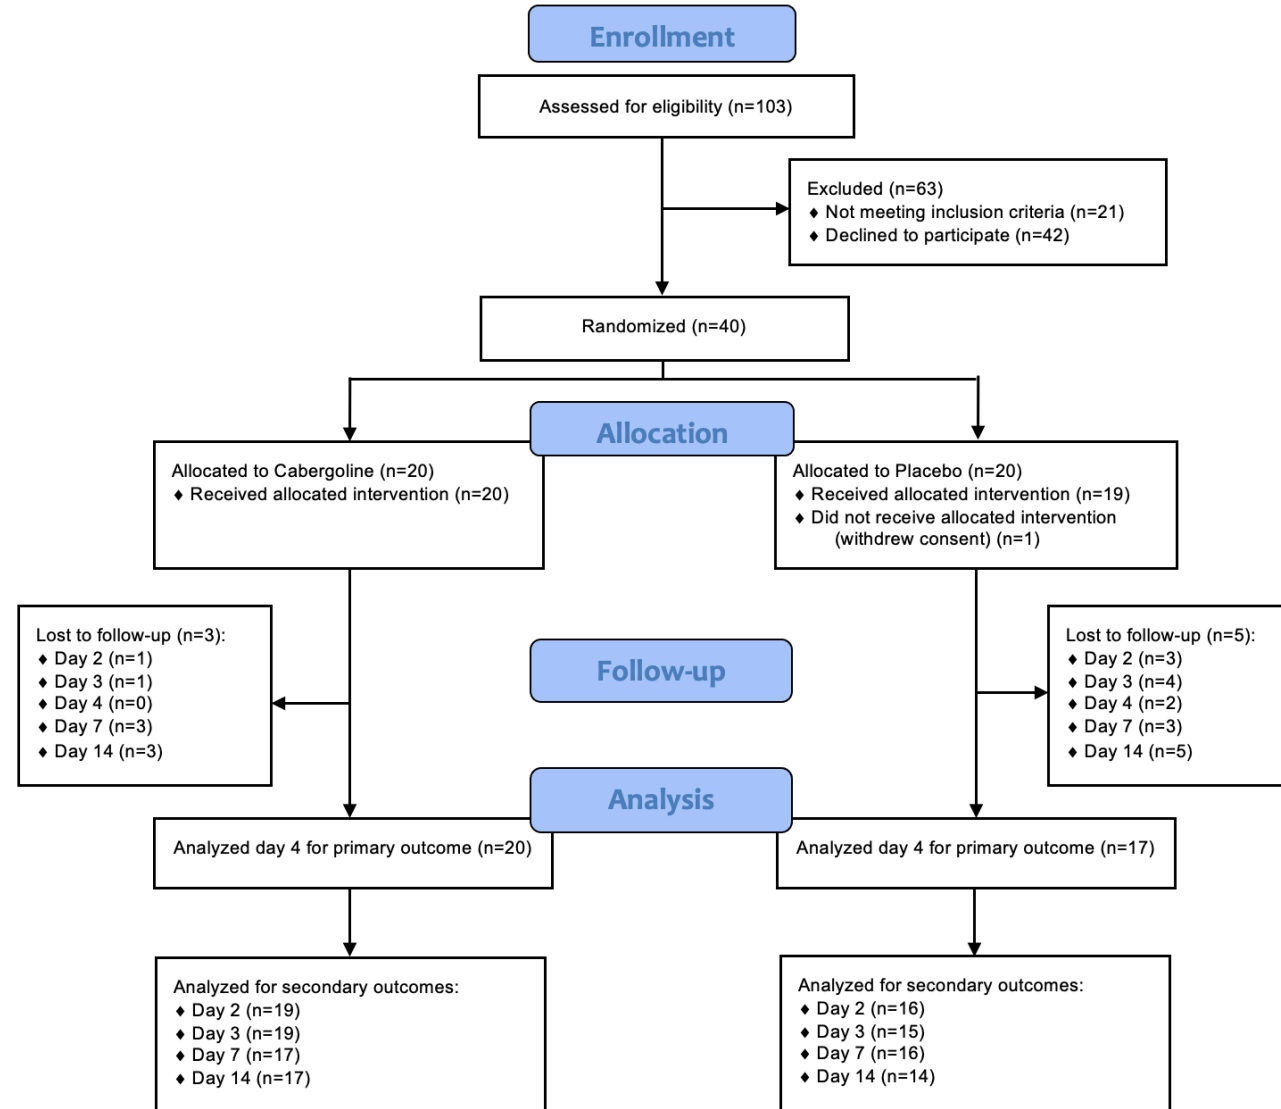 Enrollment
Assessed for eligibility (n=103)
Excluded (n=63)
♦ Not meeting inclusion criteria (n=21)
♦ Declined to participate (n=42)
Randomized (n=40)
Allocation
Allocated to Cabergoline (n=20)
♦ Received allocated intervention (n=20)
Allocated to Placebo (n=20)
♦ Received allocated intervention (n=19)
♦ Did not receive allocated intervention
(withdrew consent) (n=1)
Follow-up
Lost to follow-up (n=3):
♦ Day 2 (n=1)
♦ Day 3 (n=1)
♦ Day 4 (n=0)
♦ Day 7 (n=3)
♦ Day 14 (n=3)
Lost to follow-up (n=5):
♦ Day 2 (n=3)
♦ Day 3 (n=4)
♦ Day 4 (n=2)
♦ Day 7 (n=3)
♦ Day 14 (n=5)
Analysis
Analyzed day 4 for primary outcome (n=20)
Analyzed day 4 for primary outcome (n=17)
Analyzed for secondary outcomes:
♦ Day 2 (n=19)
♦ Day 3 (n=19)
♦ Day 7 (n=17)
♦ Day 14 (n=17)
Analyzed for secondary outcomes:
♦ Day 2 (n=16)
♦ Day 3 (n=15)
♦ Day 7 (n=16)
♦ Day 14 (n=14)